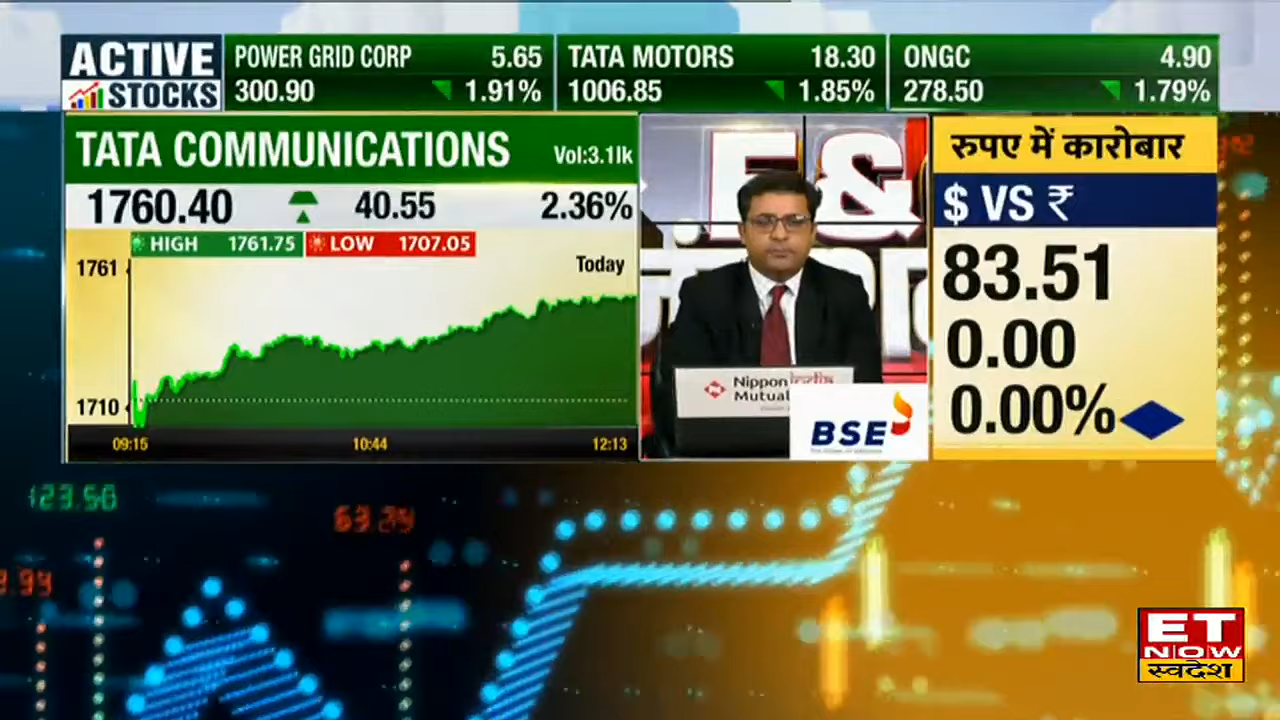 ACTIVE
STOCKS
POWER GRID CORP 5.65
300.90 1.91%
TATA MOTORS 18.30
1006.85 1.85%
ONGC 4.90
278.50 1.79%
TATA COMMUNICATIONS Vol:3.1lk
1760.40 40.55 2.36%
HIGH 1761.75 LOW 1707.05
Today
1761
1710
09:15 10:44 12:13
.E&
Nippon india
Mutual
BSE
रुपए में कारोबार
$ VS ₹
83.51
0.00
0.00%
123.56
63.24
ET
NOW
स्वदेश